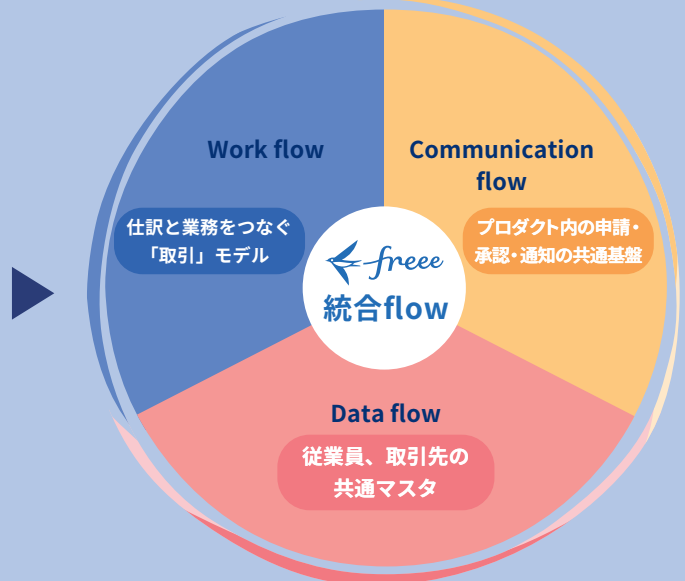 Work flow
仕訳と業務をつなぐ
「取引」モデル
Communication
flow
プロダクト内の申請・
承認・通知の共通基盤
freee
統合flow
Data flow
従業員、取引先の
共通マスタ